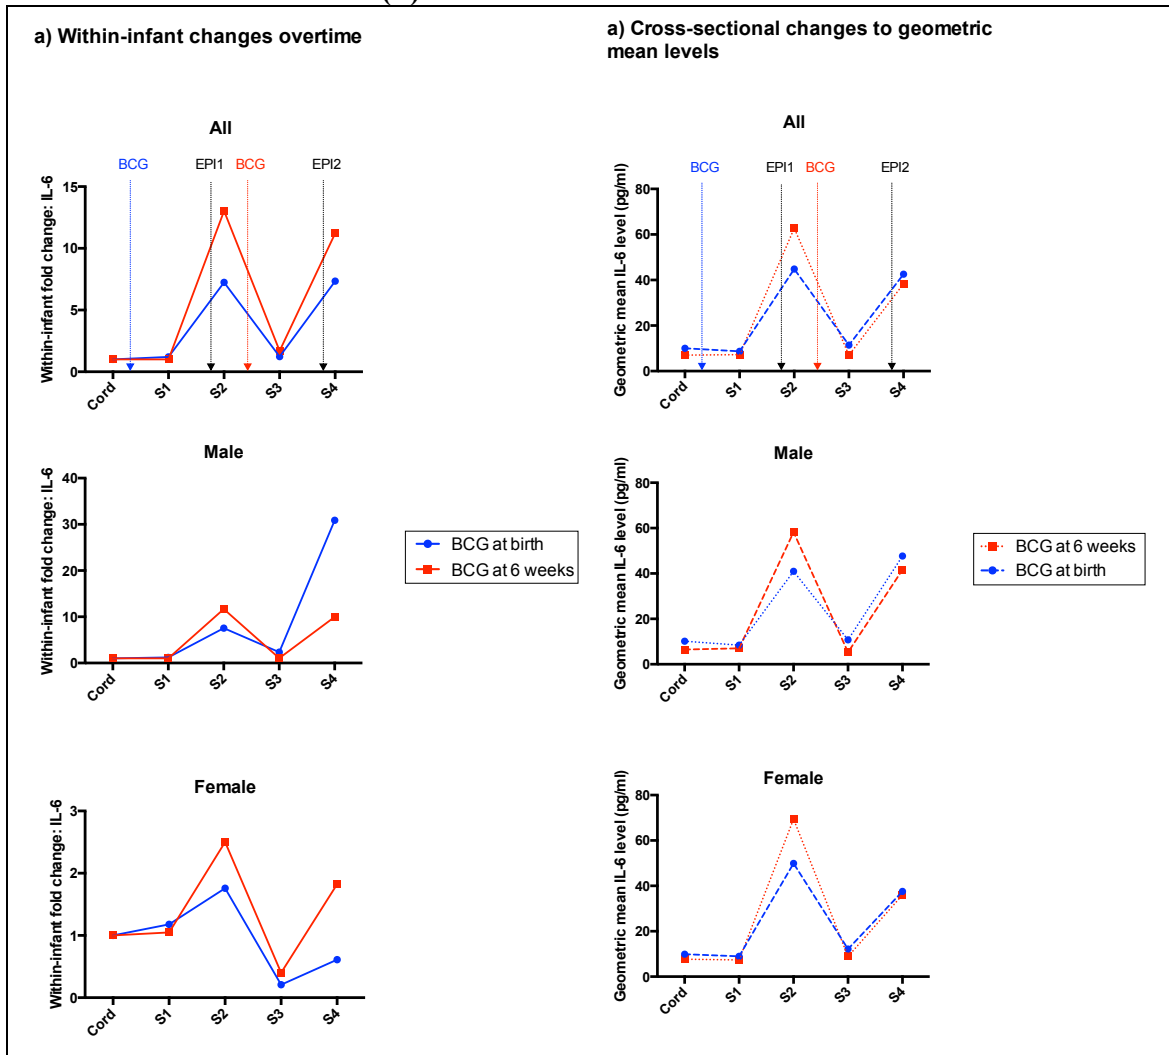 a) Within-infant changes overtime
All
BCG EPI1 BCG EPI2
Within-infant fold change: IL-6
15
10
5
0
Cord S1 S2 S3 S4
Male
Within-infant fold change: IL-6
40
30
20
10
0
Cord S1 S2 S3 S4
BCG at birth
BCG at 6 weeks
Female
Within-infant fold change: IL-6
3
2
1
0
Cord S1 S2 S3 S4
a) Cross-sectional changes to geometric
mean levels
All
BCG EPI1 BCG EPI2
Geometric mean IL-6 level (pg/ml)
80
60
40
20
0
Cord S1 S2 S3 S4
Male
Geometric mean IL-6 level (pg/ml)
80
60
40
20
0
Cord S1 S2 S3 S4
BCG at 6 weeks
BCG at birth
Female
Geometric mean IL-6 level (pg/ml)
80
60
40
20
0
Cord S1 S2 S3 S4